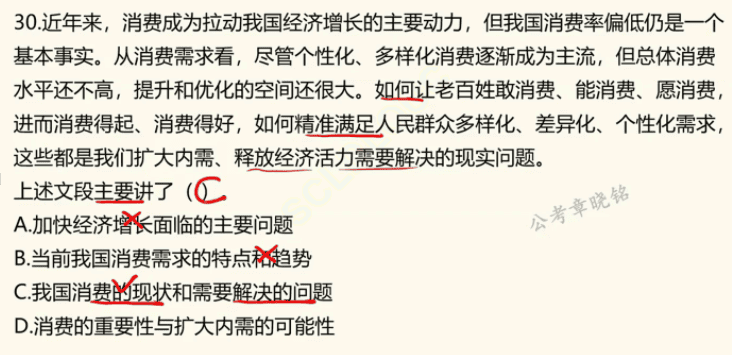 30.近年来，消费成为拉动我国经济增长的主要动力，但我国消费率偏低仍是一个
基本事实。从消费需求看，尽管个性化、多样化消费逐渐成为主流，但总体消费
水平还不高，提升和优化的空间还很大。如何让老百姓敢消费、能消费、愿消费，
进而消费得起、消费得好，如何精准满足人民群众多样化、差异化、个性化需求，
这些都是我们扩大内需、释放经济活力需要解决的现实问题。
上述文段主要讲了（C）。
A.加快经济增长面临的主要问题
公考章晓铭
B.当前我国消费需求的特点和趋势
C.我国消费的现状和需要解决的问题
D.消费的重要性与扩大内需的可能性